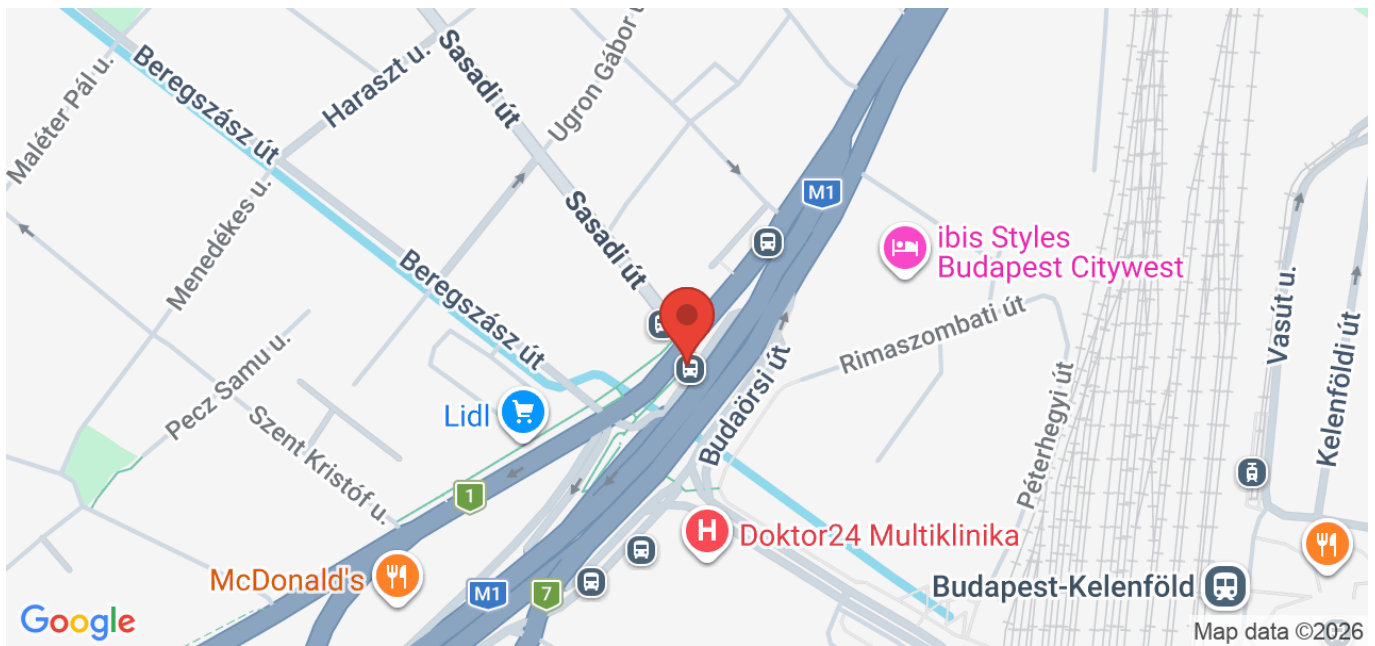 Maléter Pál u.
Beregszász út
Haraszt u.
Sasadi út
Ugron Gábor u.
M1
Menedékes u.
Sasadi út
ibis Styles
Budapest Citywest
Beregszász út
Rimaszombati út
Vasút u.
Kelenföldi út
Pecz Samu u.
Lidl
Budaörsi út
Péterhegyi út
Szent Kristóf u.
1
H
Doktor24 Multiklinika
McDonald's
M1
7
Budapest-Kelenföld
Google
Map data ©2026